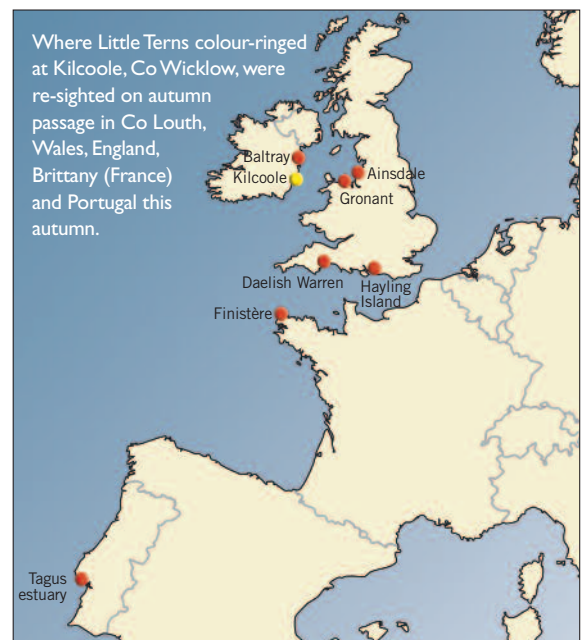 Where Little Terns colour-ringed
at Kilcoole, Co Wicklow, were
re-sighted on autumn
passage in Co Louth,
Wales, England,
Brittany (France)
and Portugal this
autumn.
Baltray
Kilcoole
Ainsdale
Gronant
Daelish Warren
Hayling
Island
Finistère
Tagus
estuary